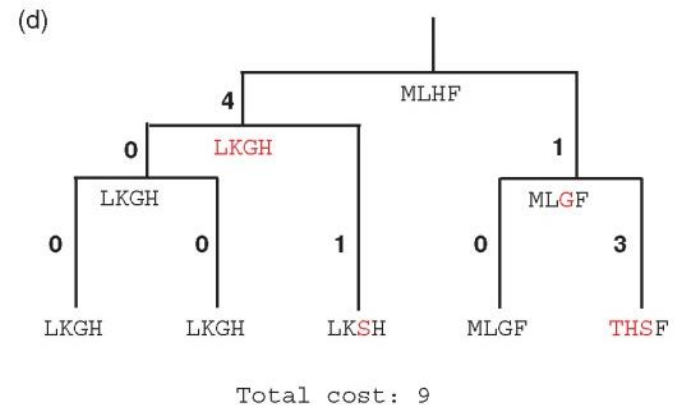 (d)
MLHF
4
LKGH
0
1
LKGH
MLGF
0 0 1 0 3
LKGH LKGH LKSH MLGF THSF
Total cost: 9